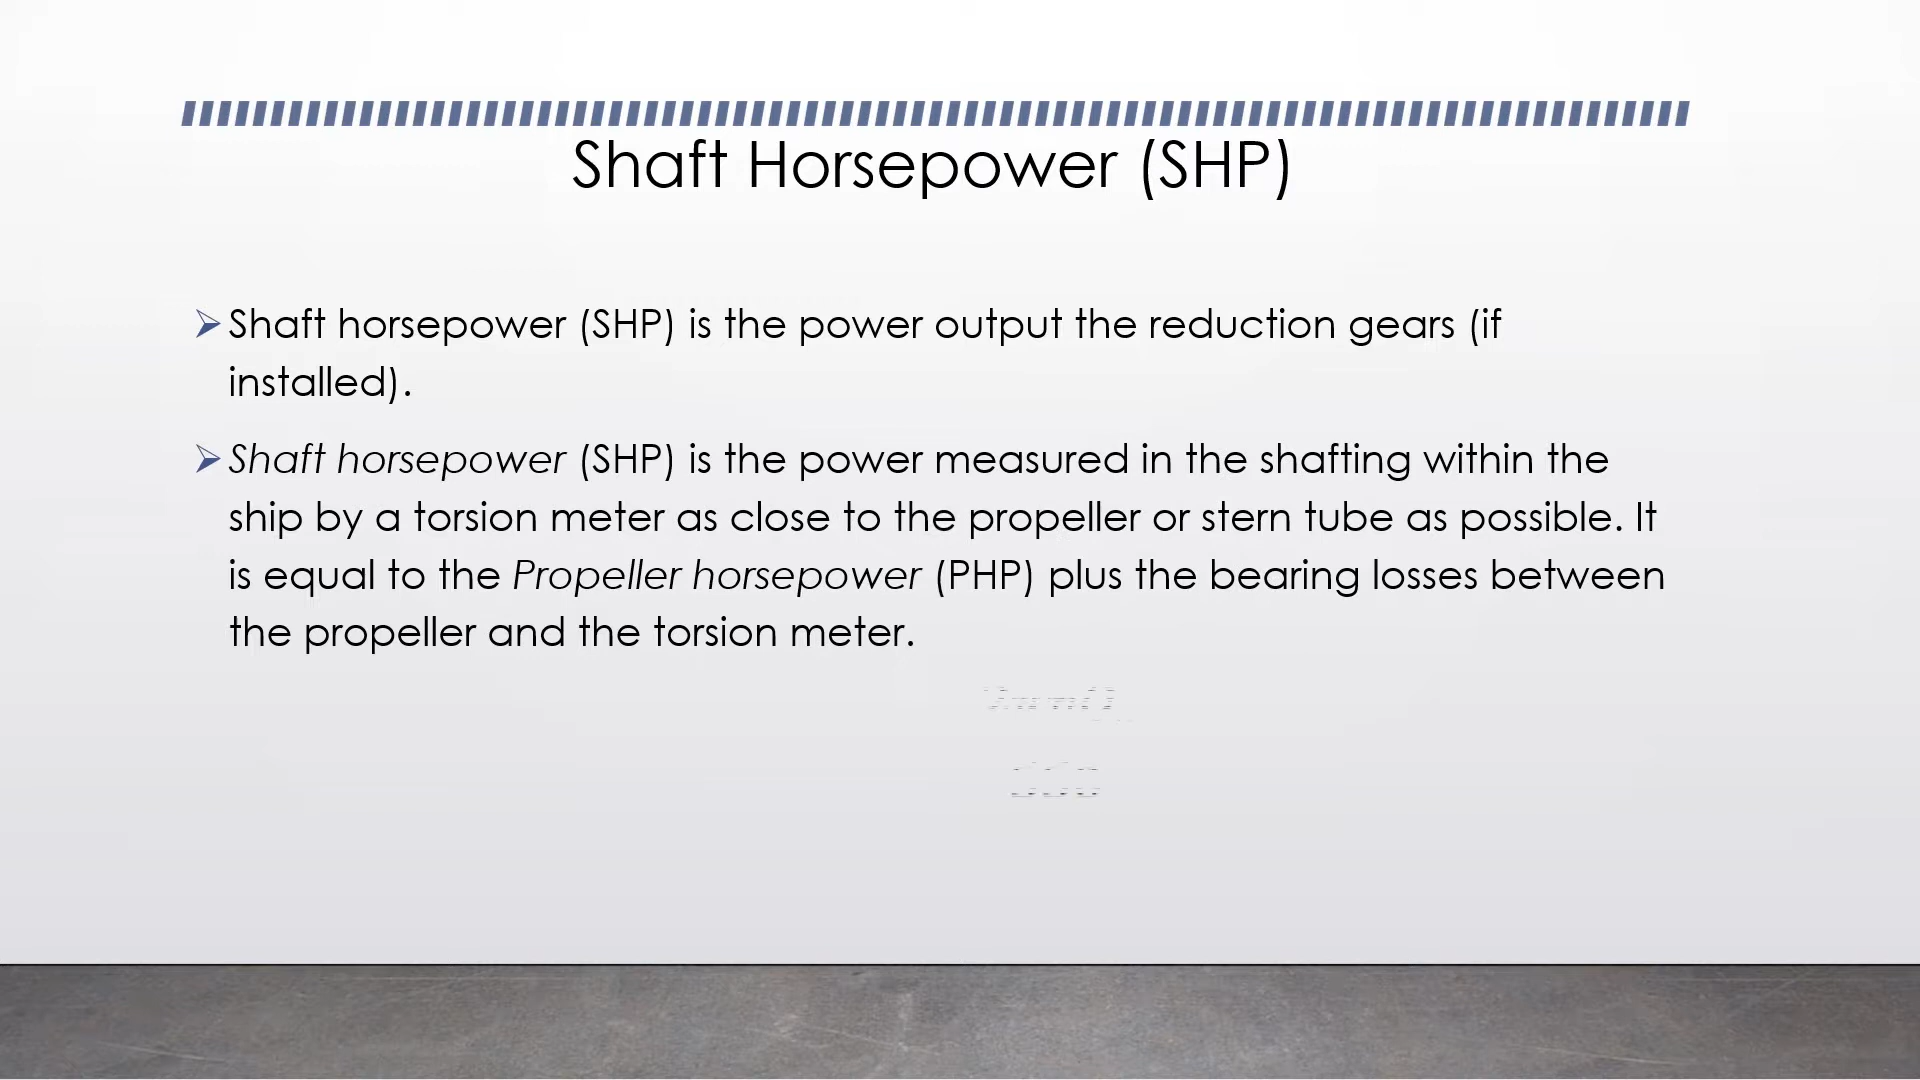 Shaft Horsepower (SHP)
Shaft horsepower (SHP) is the power output the reduction gears (if
installed).
Shaft horsepower (SHP) is the power measured in the shafting within the
ship by a torsion meter as close to the propeller or stern tube as possible. It
is equal to the Propeller horsepower (PHP) plus the bearing losses between
the propeller and the torsion meter.